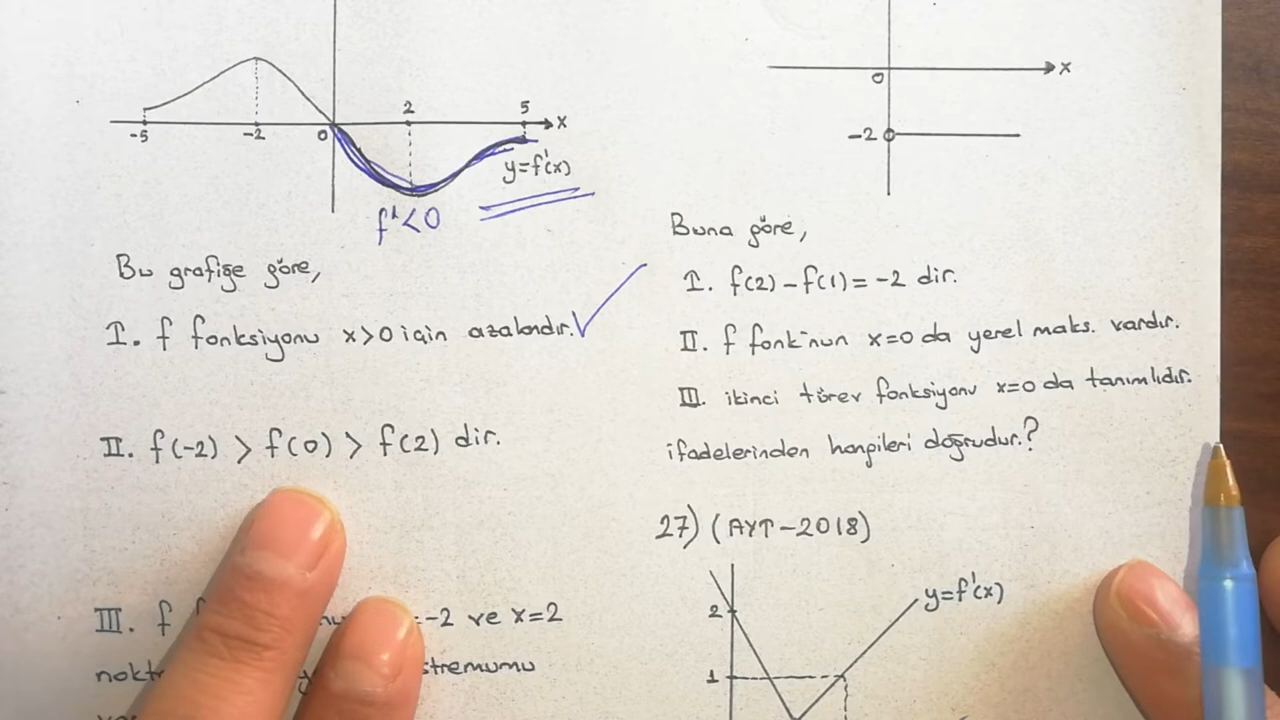 -5 -2 0 2 5 x
y=f'(x)
f'<0
Bu grafiğe göre,
I. f fonksiyonu x>0 için azalandır.
II. f(-2) > f(0) > f(2) dir.
III. f -2 ve x=2
0 x
-2
Buna göre,
I. f(2)-f(1)=-2 dir.
II. f fonk'nun x=0 da yerel maks. vardır.
III. ikinci türev fonksiyonu x=0 da tanımlıdır.
ifadelerinden hangileri doğrudur.?
27) (AYT-2018)
2
y=f'(x)
1